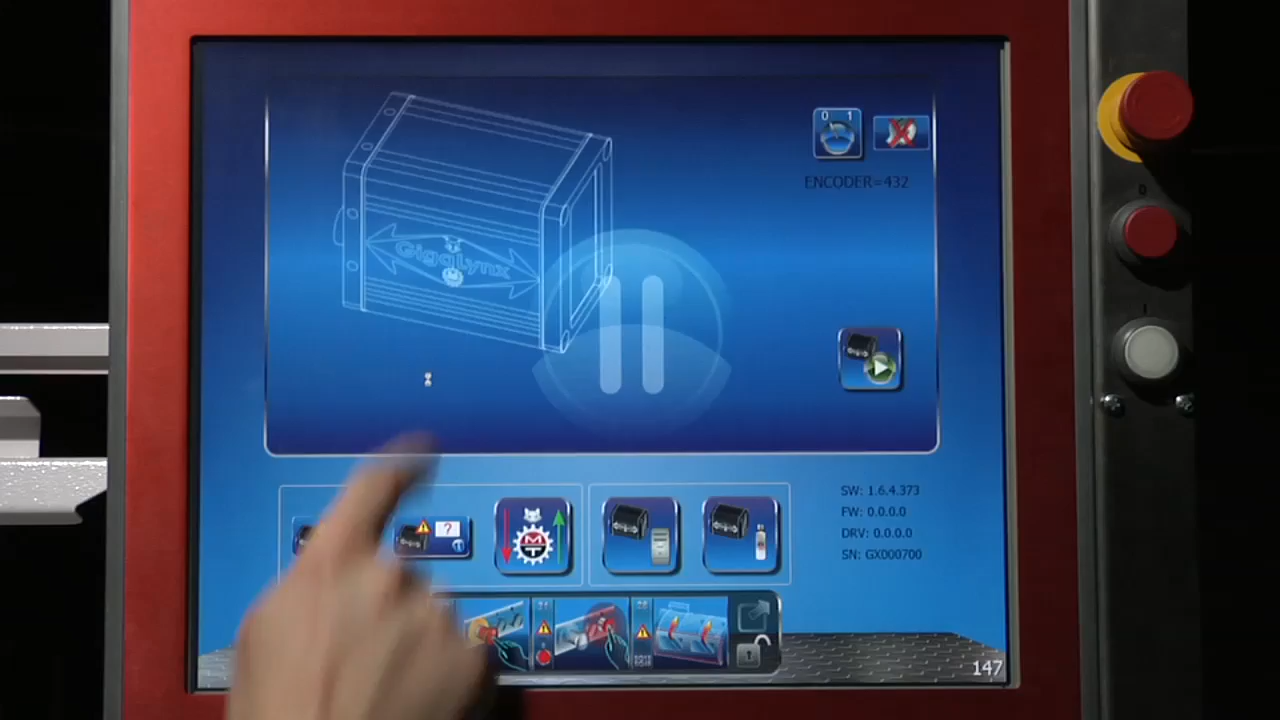 0 1
ENCODER=432
GigaLynx
0
I
?
M
T
SW: 1.6.4.373
FW: 0.0.0.0
DRV: 0.0.0.0
SN: GX000700
147